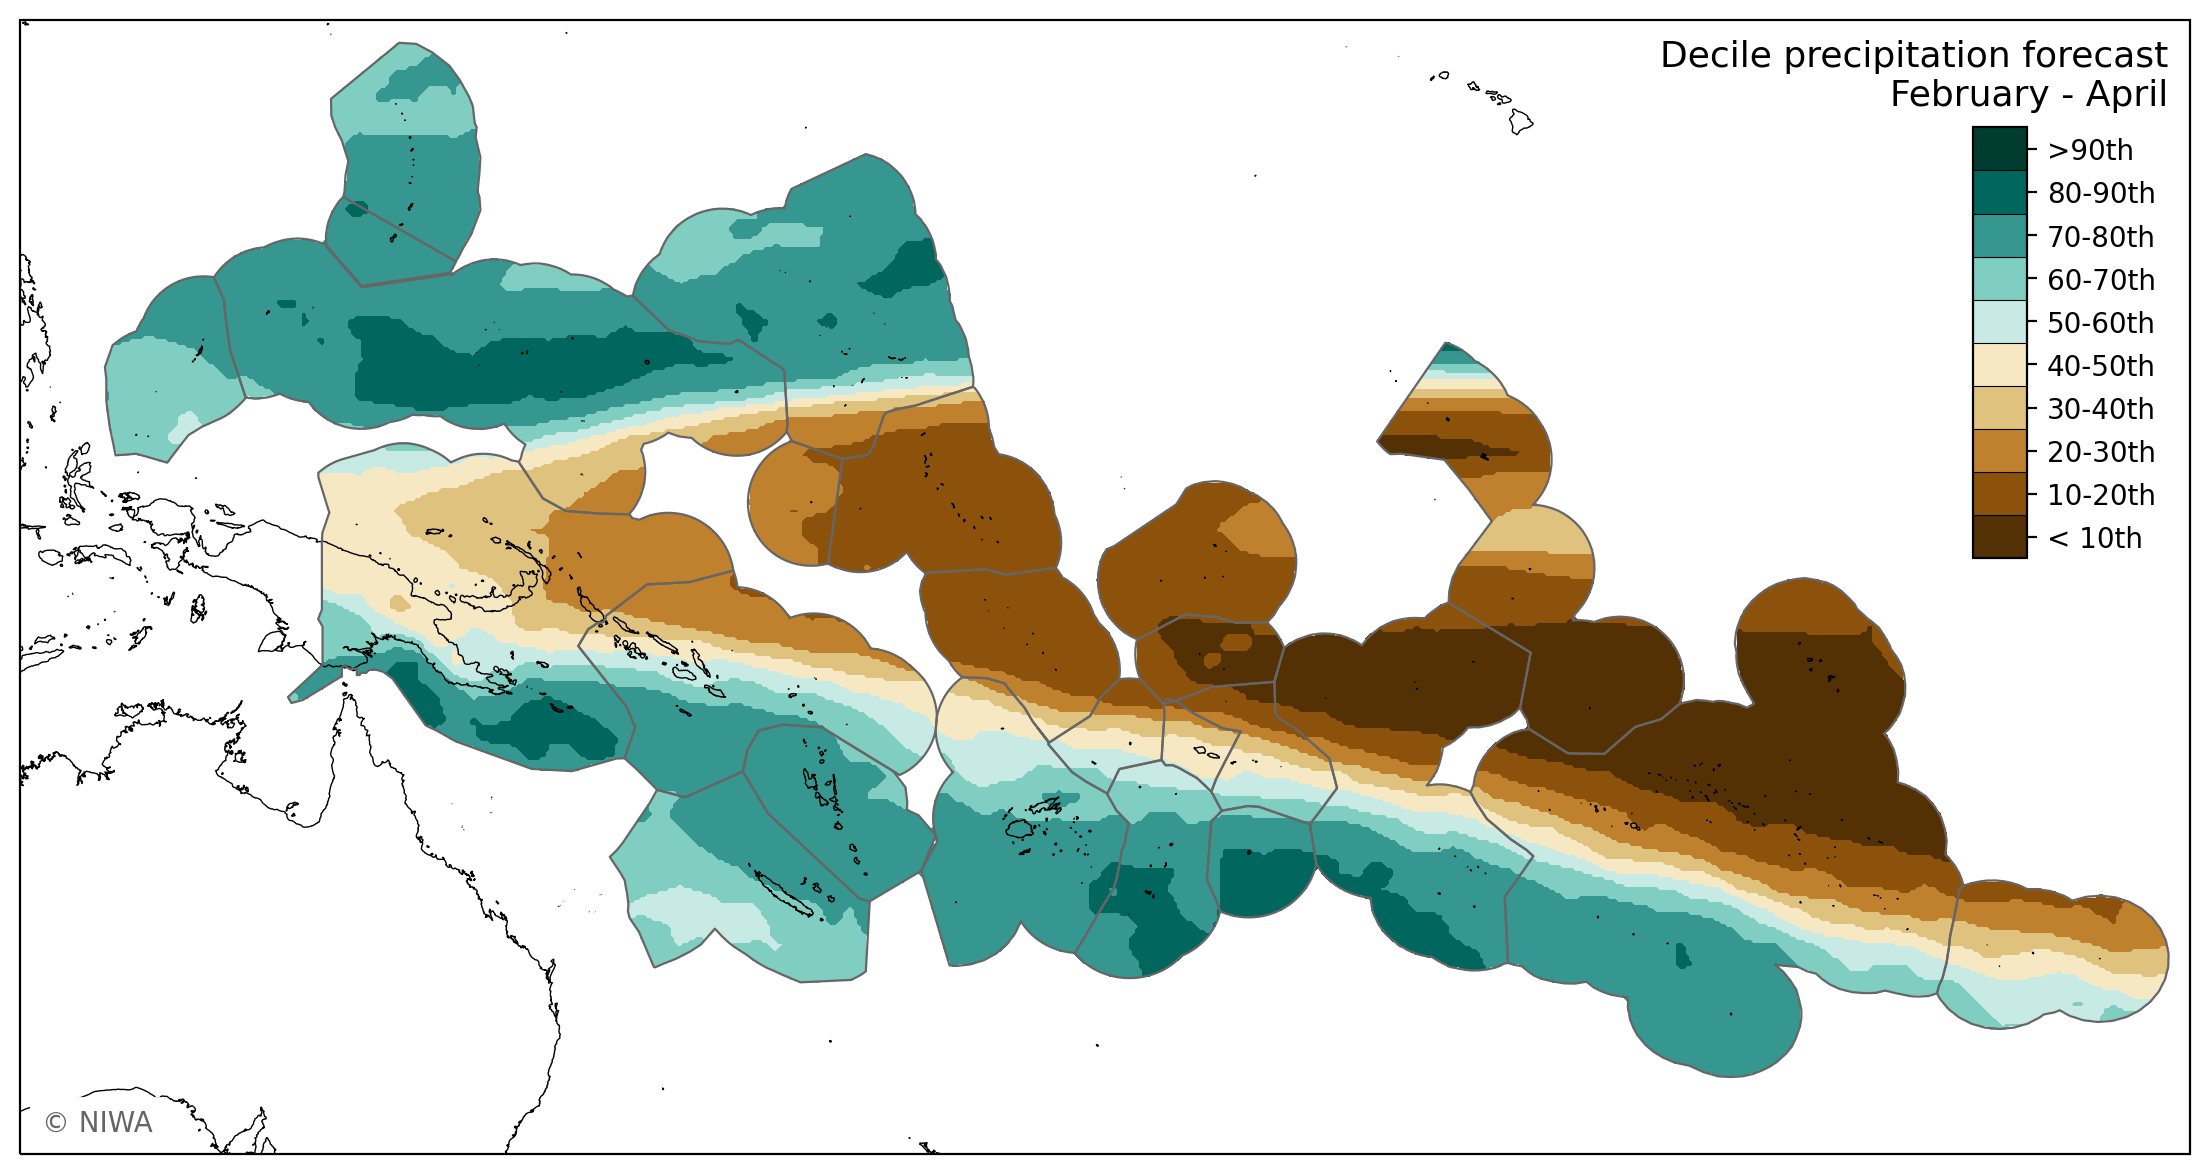 Decile precipitation forecast
February - April
>90th
80-90th
70-80th
60-70th
50-60th
40-50th
30-40th
20-30th
10-20th
< 10th
© NIWA